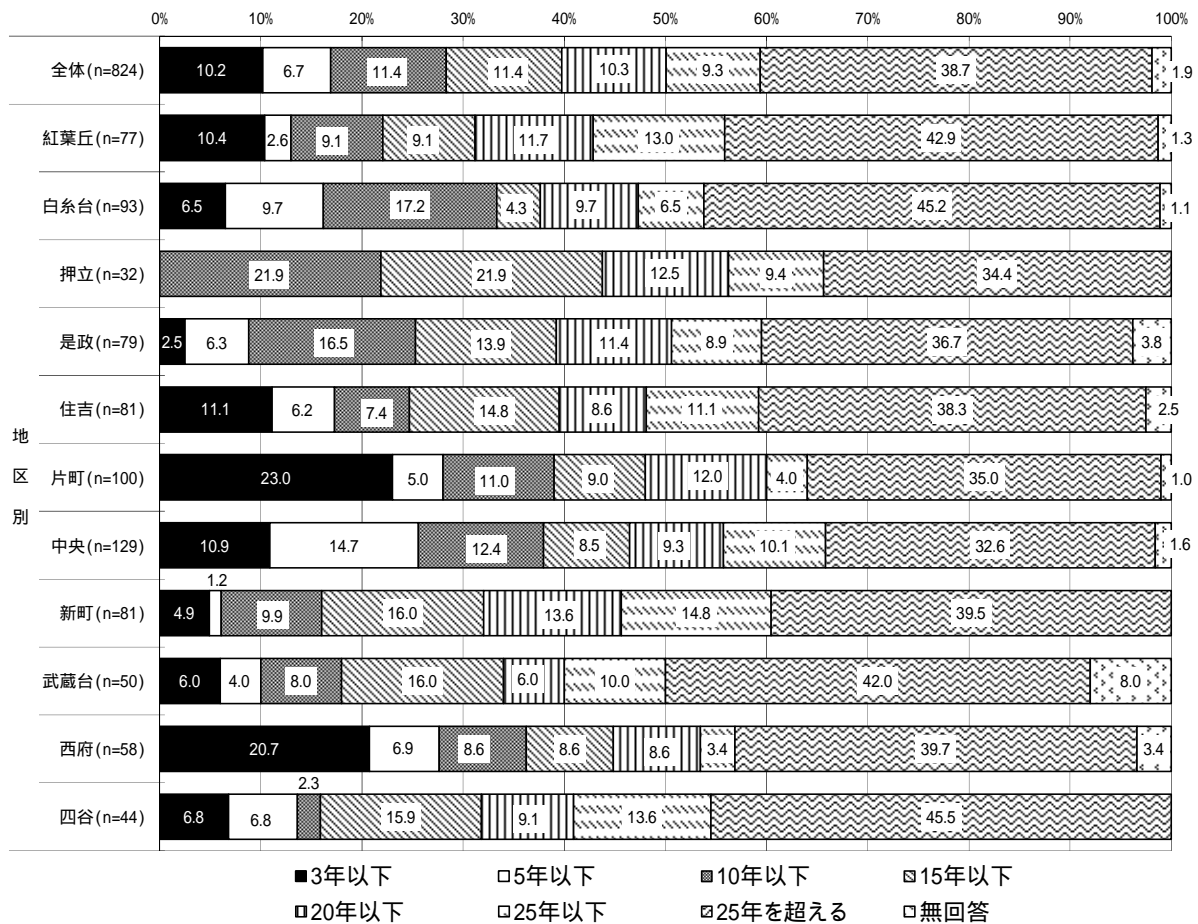 0% 10% 20% 30% 40% 50% 60% 70% 80% 90% 100%
全体(n=824) 10.2 6.7 11.4 11.4 10.3 9.3 38.7 1.9
紅葉丘(n=77) 10.4 2.6 9.1 9.1 11.7 13.0 42.9 1.3
白糸台(n=93) 6.5 9.7 17.2 4.3 9.7 6.5 45.2 1.1
押立(n=32) 21.9 21.9 12.5 9.4 34.4
是政(n=79) 2.5 6.3 16.5 13.9 11.4 8.9 36.7 3.8
住吉(n=81) 11.1 6.2 7.4 14.8 8.6 11.1 38.3 2.5
地区別
片町(n=100) 23.0 5.0 11.0 9.0 12.0 4.0 35.0 1.0
中央(n=129) 10.9 14.7 12.4 8.5 9.3 10.1 32.6 1.6
新町(n=81) 4.9 1.2 9.9 16.0 13.6 14.8 39.5
武蔵台(n=50) 6.0 4.0 8.0 16.0 6.0 10.0 42.0 8.0
西府(n=58) 20.7 6.9 8.6 8.6 8.6 3.4 39.7 3.4
四谷(n=44) 6.8 6.8 2.3 15.9 9.1 13.6 45.5
3年以下 5年以下 10年以下 15年以下
20年以下 25年以下 25年を超える 無回答